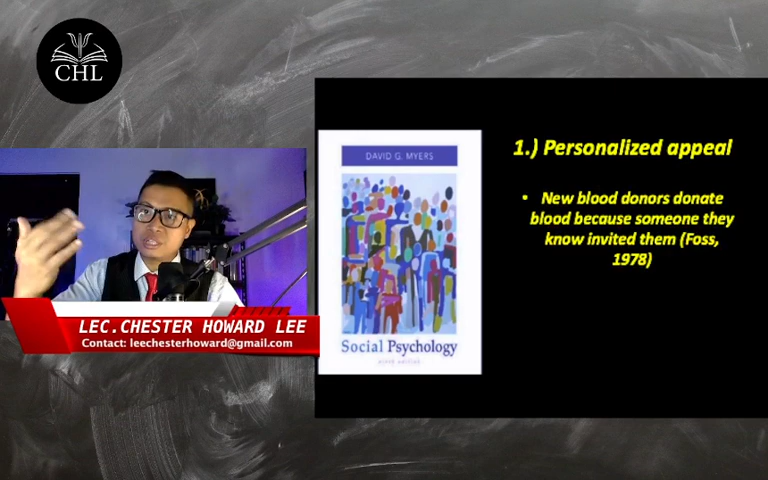 CHL
LEC.CHESTER HOWARD LEE
Contact: leechesterhoward@gmail.com
DAVID G. MYERS
Social Psychology
1.) Personalized appeal
• New blood donors donate
blood because someone they
know invited them (Foss,
1978)